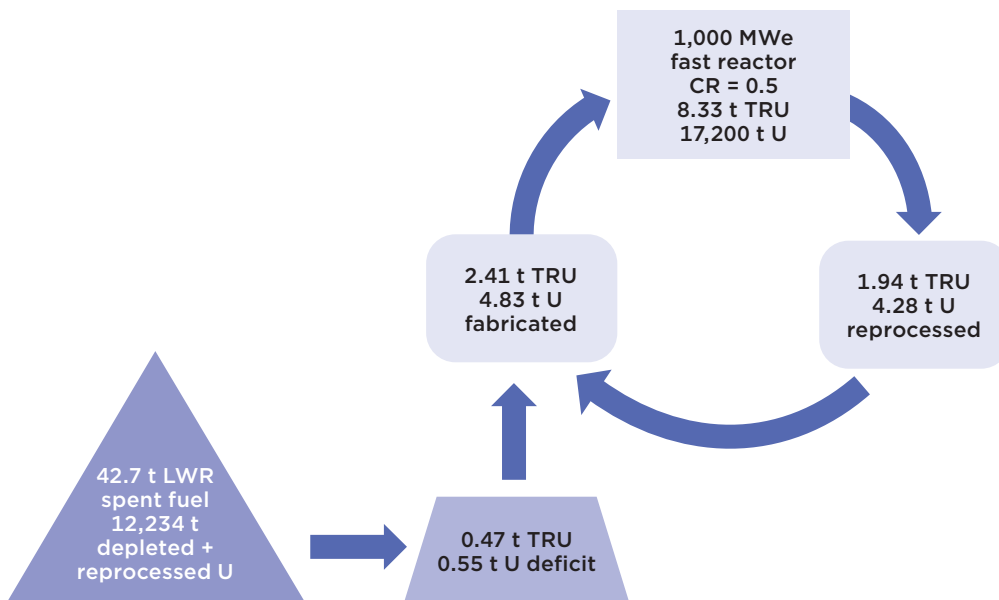 1,000 MWe
fast reactor
CR = 0.5
8.33 t TRU
17,200 t U
2.41 t TRU
4.83 t U
fabricated
1.94 t TRU
4.28 t U
reprocessed
42.7 t LWR
spent fuel
12,234 t
depleted +
reprocessed U
0.47 t TRU
0.55 t U deficit